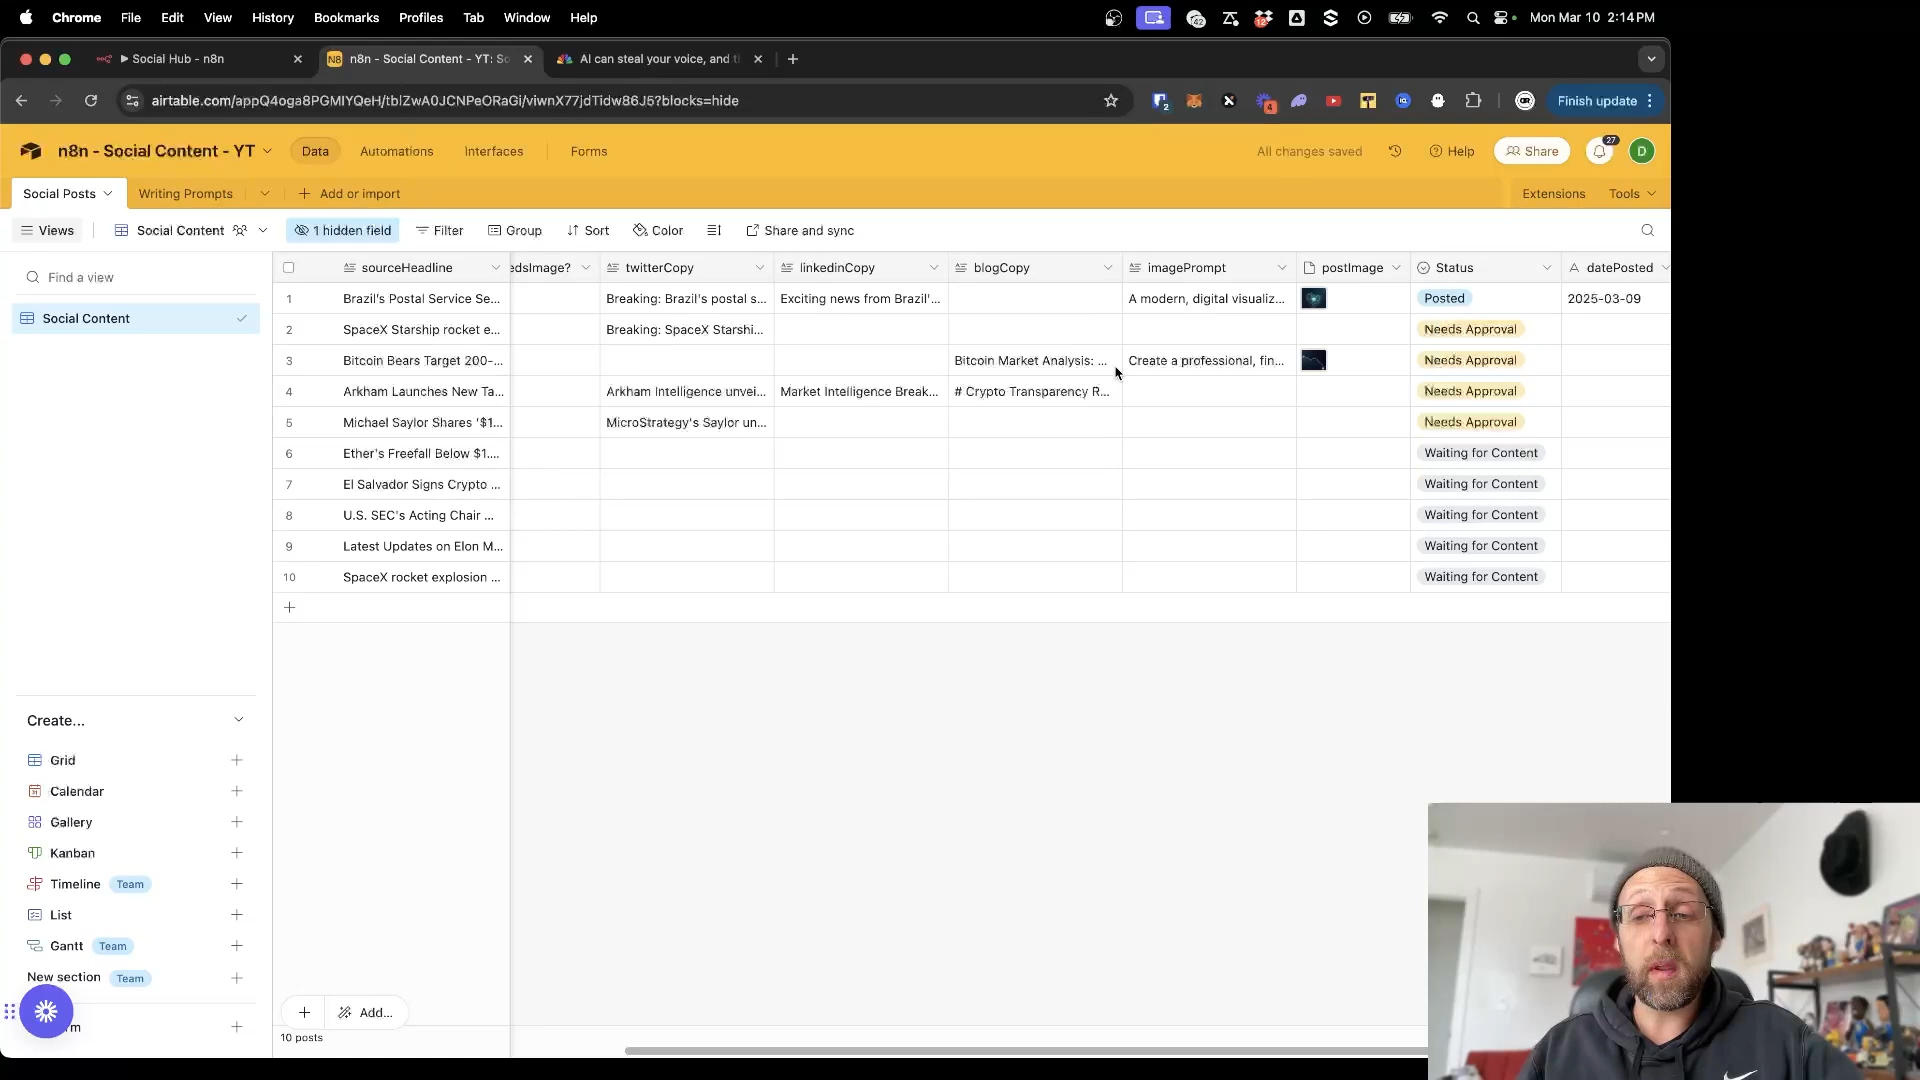 Chrome File Edit View History Bookmarks Profiles Tab Window Help
42 12 Mon Mar 10 2:14 PM
Social Hub - n8n
N8 n8n - Social Content - YT: So
AI can steal your voice, and t
airtable.com/appQ4oga8PGMIYQeH/tblZwA0JCNPeORaGi/viwnX77jdTidw86J5?blocks=hide
2 4 Finish update
n8n - Social Content - YT Data Automations Interfaces Forms All changes saved Help Share 27 D
Social Posts Writing Prompts Add or import Extensions Tools
Views Social Content 1 hidden field Filter Group Sort Color Share and sync
Find a view
Social Content
sourceHeadline edsImage? twitterCopy linkedinCopy blogCopy imagePrompt postImage Status datePosted
1 Brazil's Postal Service Se... Breaking: Brazil's postal s... Exciting news from Brazil'... A modern, digital visualiz... Posted 2025-03-09
2 SpaceX Starship rocket e... Breaking: SpaceX Starshi... Needs Approval
3 Bitcoin Bears Target 200-... Bitcoin Market Analysis: ... Create a professional, fin... Needs Approval
4 Arkham Launches New Ta... Arkham Intelligence unvei... Market Intelligence Break... # Crypto Transparency R... Needs Approval
5 Michael Saylor Shares '$1... MicroStrategy's Saylor un... Needs Approval
6 Ether's Freefall Below $1.... Waiting for Content
7 El Salvador Signs Crypto ... Waiting for Content
8 U.S. SEC's Acting Chair ... Waiting for Content
9 Latest Updates on Elon M... Waiting for Content
10 SpaceX rocket explosion ... Waiting for Content
Create...
Grid
Calendar
Gallery
Kanban
Timeline Team
List
Gantt Team
New section Team
rm
Add...
10 posts